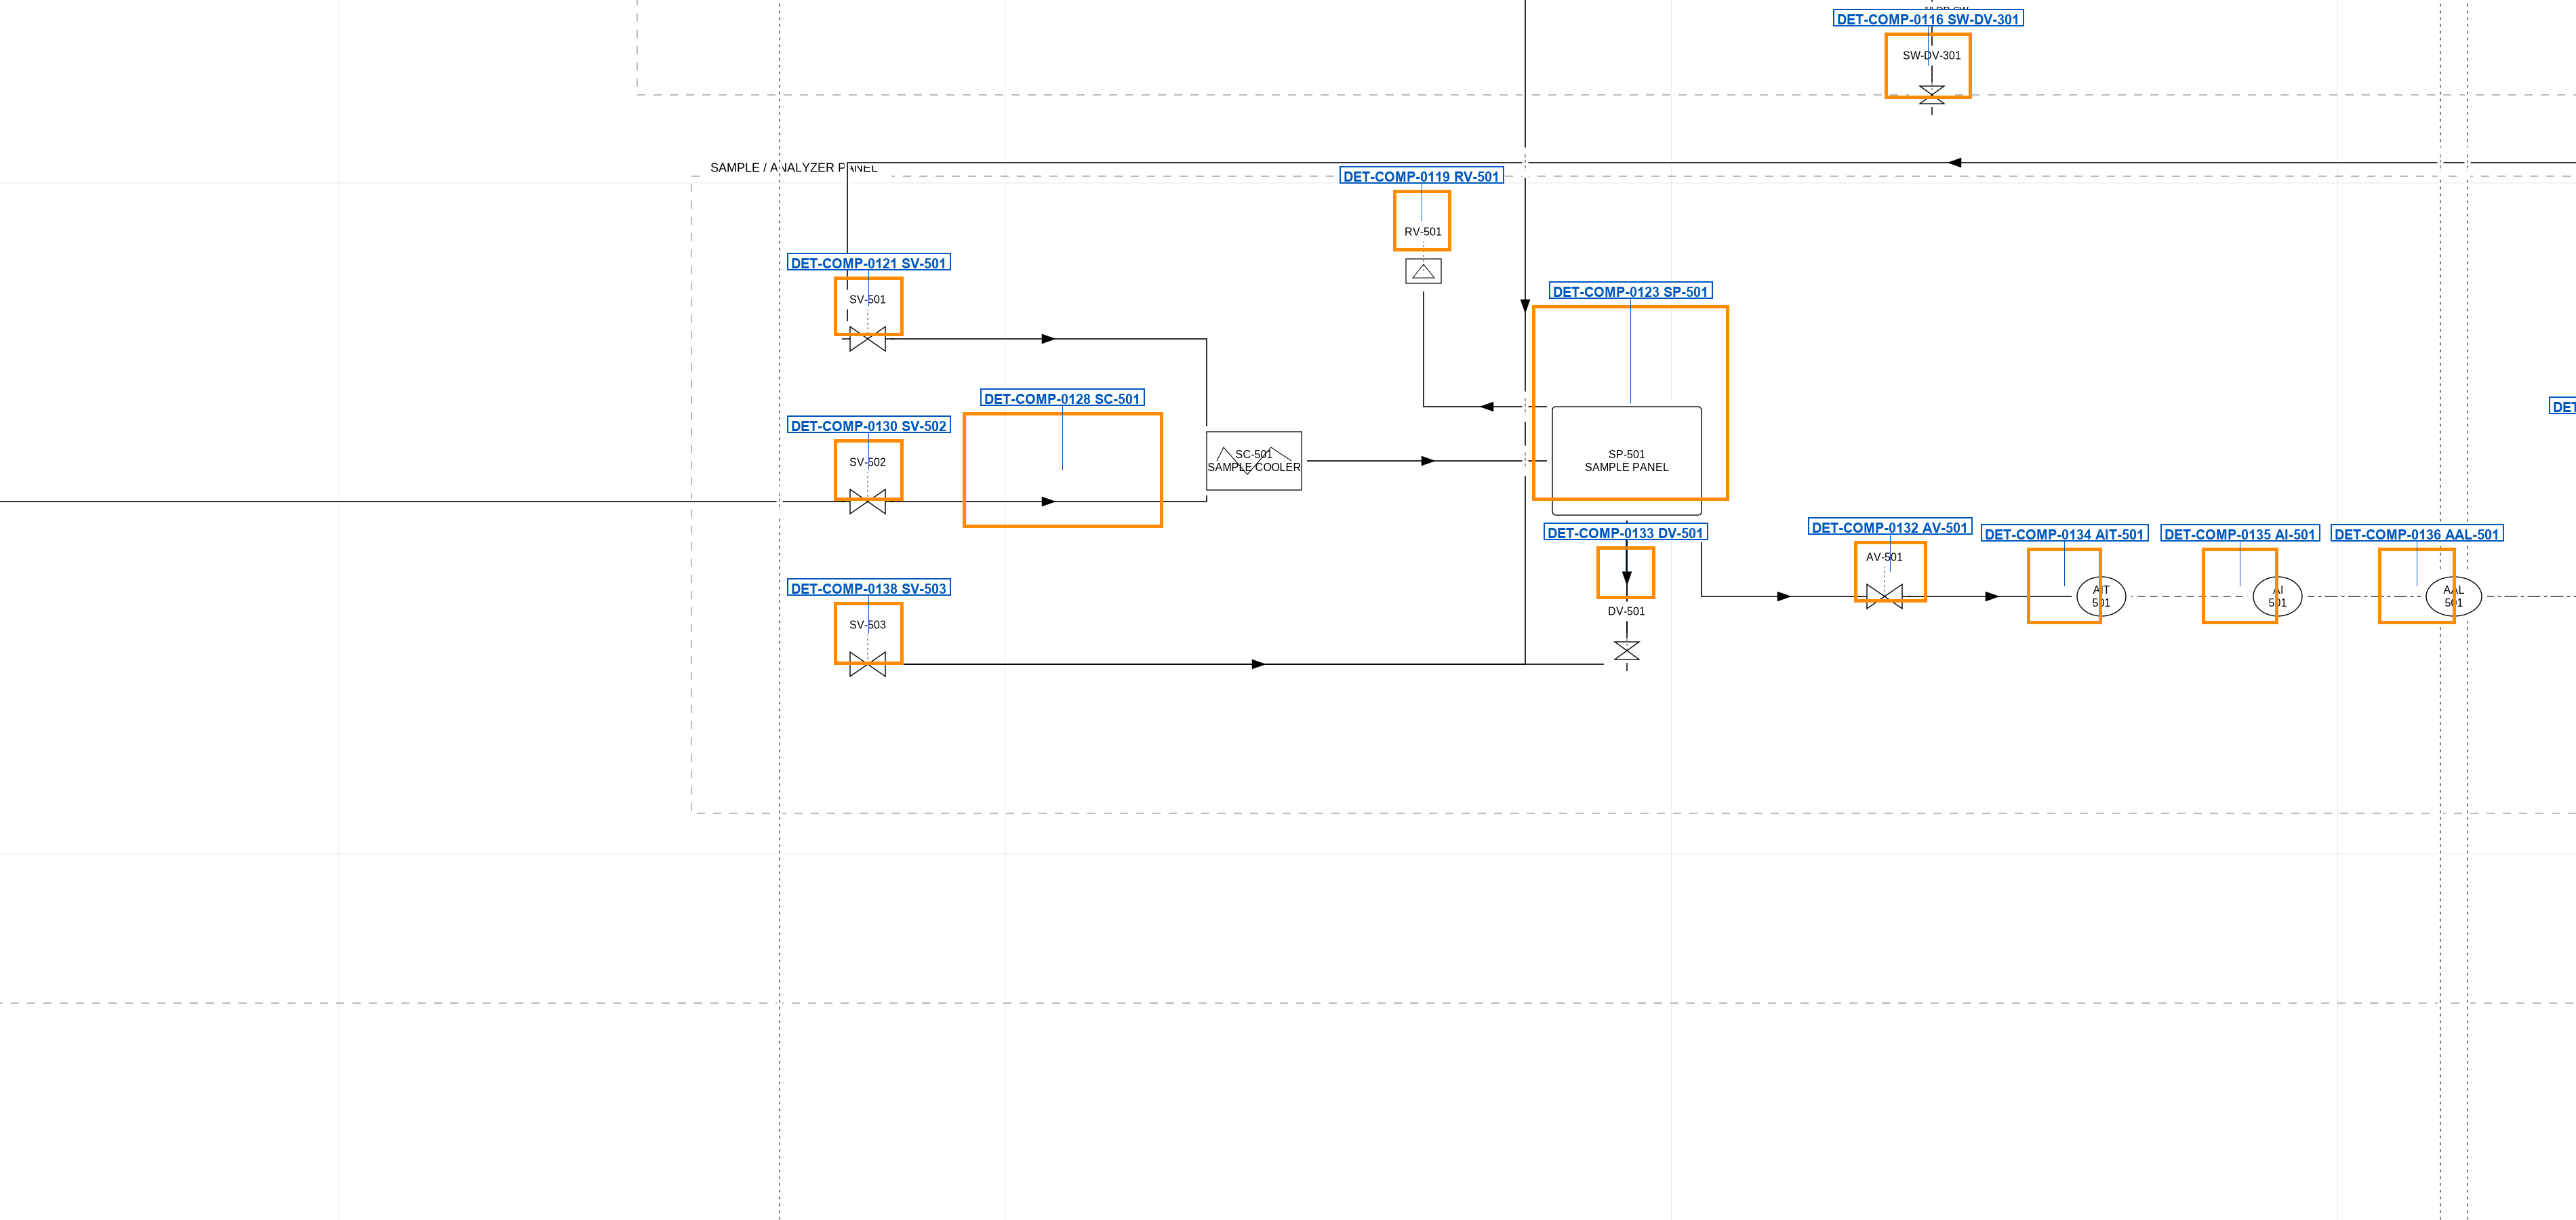 DET-COMP-0116 SW-DV-301
SW-DV-301
SAMPLE / ANALYZER PANEL
DET-COMP-0119 RV-501
RV-501
DET-COMP-0121 SV-501
SV-501
DET-COMP-0123 SP-501
SP-501
SAMPLE PANEL
DET-COMP-0128 SC-501
SC-501
SAMPLE COOLER
DET-COMP-0130 SV-502
SV-502
DET
DET-COMP-0133 DV-501
DV-501
DET-COMP-0132 AV-501
AV-501
DET-COMP-0134 AIT-501
AIT
501
DET-COMP-0135 AI-501
AI
501
DET-COMP-0136 AAL-501
AAL
501
DET-COMP-0138 SV-503
SV-503